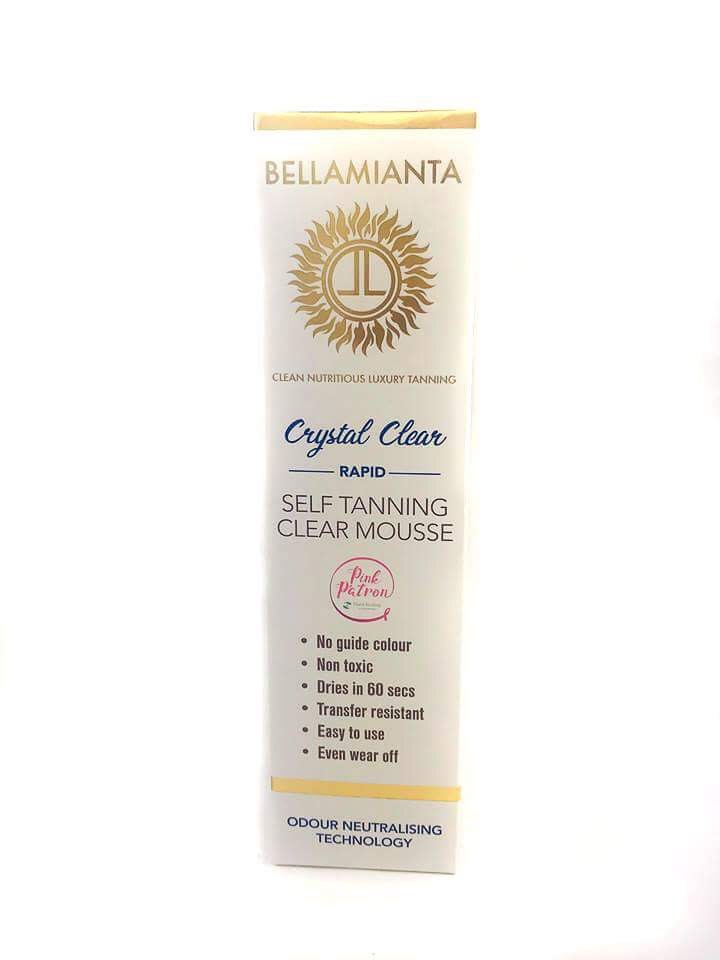 BELLAMIANTA
CLEAN NUTRITIOUS LUXURY TANNING
Crystal Clear
RAPID
SELF TANNING
CLEAR MOUSSE
Pink
Patron
• No guide colour
• Non toxic
• Dries in 60 secs
• Transfer resistant
• Easy to use
• Even wear off
ODOUR NEUTRALISING
TECHNOLOGY